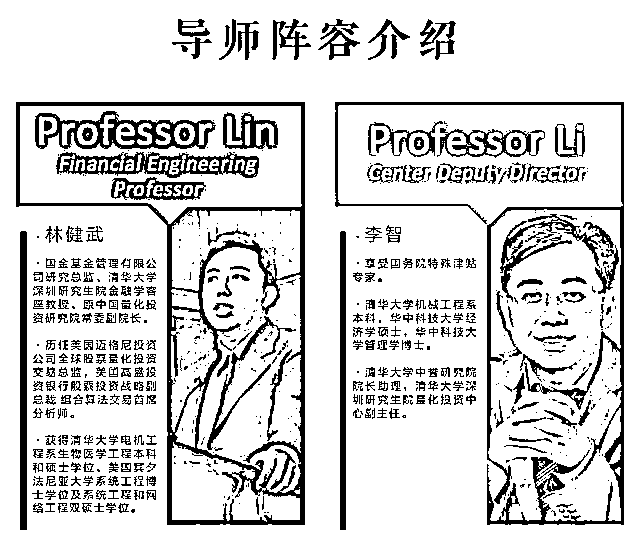 导师阵容介绍
Professor Lin
Financial Engineering
Professor
·林健武
·国金基金管理有限公
司研究总监、清华大学
深圳研究生院金融学客
座教授、原中国量化投
资研究院常委副院长。
·历任美国迈格尼投资
公司全球股票量化投资
交易总监，美国高盛投
资银行股票投资战略副
总裁 组合算法交易首席
分析师。
·获得清华大学电机工
程系生物医学工程本科
和硕士学位、美国宾夕
法尼亚大学系统工程博
士学位及系统工程和网
络工程双硕士学位。
Professor Li
Center Deputy Director
·李智
·享受国务院特殊津贴
专家。
·清华大学机械工程系
本科，华中科技大学经
济学硕士，华中科技大
学管理学博士。
·清华大学中营研究院
院长助理，清华大学深
圳研究生院量化投资中
心副主任。